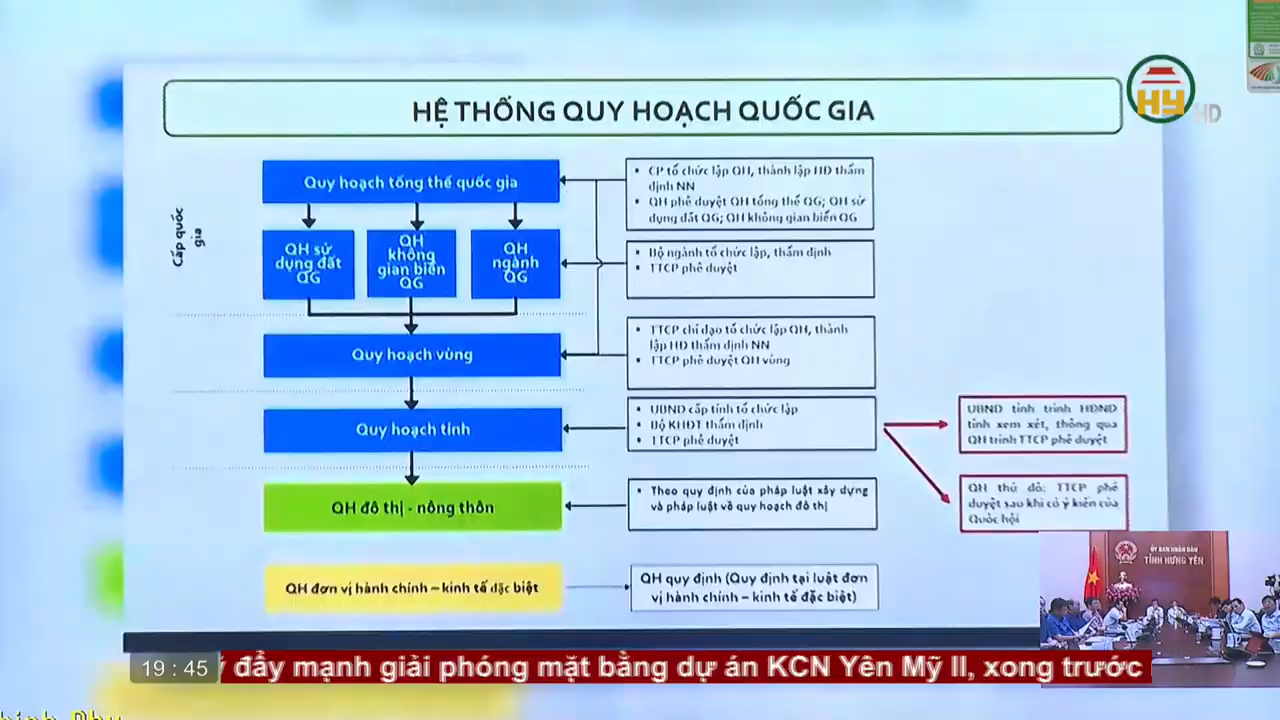 HỆ THỐNG QUY HOẠCH QUỐC GIA
HY HD
Cấp quốc
gia
Quy hoạch tổng thể quốc gia
QH sử
dụng đất
QG
QH
không
gian biển
QG
QH
ngành
QG
Quy hoạch vùng
Quy hoạch tỉnh
QH đô thị - nông thôn
QH đơn vị hành chính – kinh tế đặc biệt
• CP tổ chức lập QH, thành lập HĐ thẩm
định NN
• QH phê duyệt QH tổng thể QG; QH sử
dụng đất QG; QH không gian biển QG
• Bộ ngành tổ chức lập, thẩm định
• TTCP phê duyệt
• TTCP chỉ đạo tổ chức lập QH, thành
lập HĐ thẩm định NN
• TTCP phê duyệt QH vùng
• UBND cấp tỉnh tổ chức lập
• Bộ KHĐT thẩm định
• TTCP phê duyệt
• Theo quy định của pháp luật xây dựng
và pháp luật về quy hoạch đô thị
QH quy định (Quy định tại luật đơn
vị hành chính – kinh tế đặc biệt)
UBND tỉnh trình HĐND
tỉnh xem xét, thông qua
QH trình TTCP phê duyệt
QH thủ đô: TTCP phê
duyệt sau khi có ý kiến của
Quốc hội
ỦY BAN NHÂN DÂN
TỈNH HƯNG YÊN
19 : 45
đẩy mạnh giải phóng mặt bằng dự án KCN Yên Mỹ II, xong trước